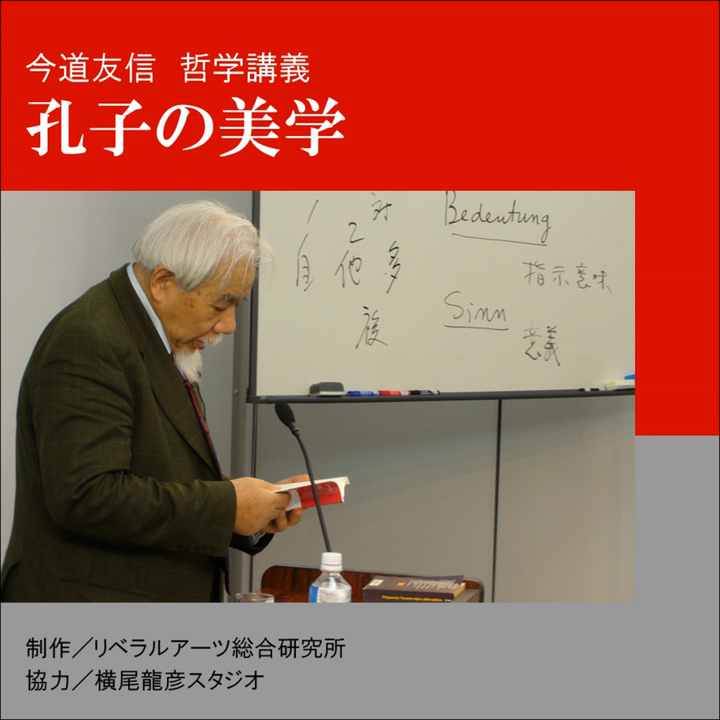 今道友信　哲学講義
孔子の美学
対
自 他 多
Bedeutung
指示意味
Sinn
意義
制作／リベラルアーツ総合研究所
協力／横尾龍彦スタジオ